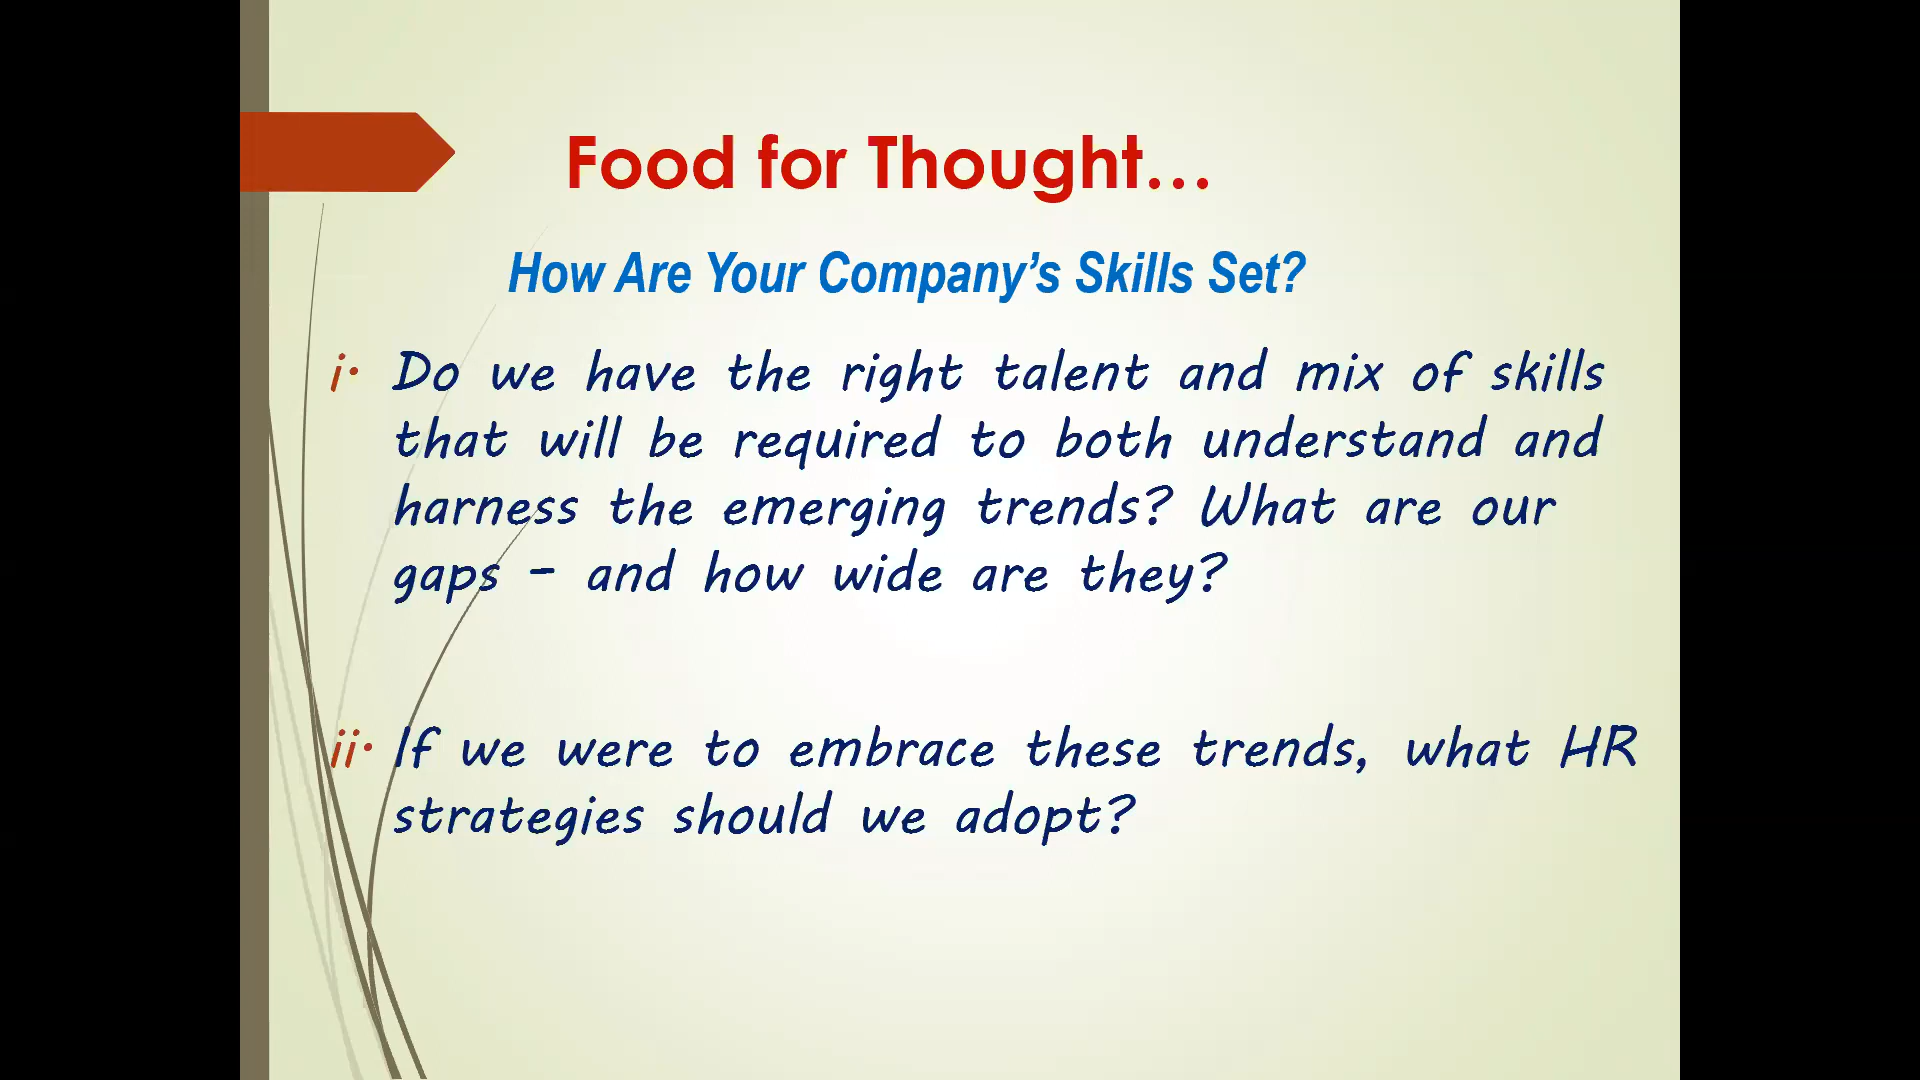 Food for Thought...
How Are Your Company's Skills Set?
i. Do we have the right talent and mix of skills
that will be required to both understand and
harness the emerging trends? What are our
gaps - and how wide are they?
ii. If we were to embrace these trends, what HR
strategies should we adopt?